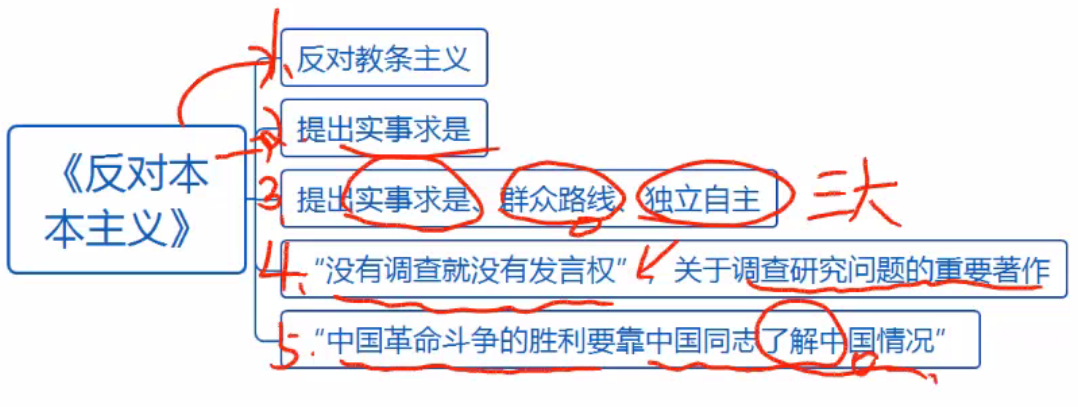 《反对本
本主义》
1、反对教条主义
2、提出实事求是
3、提出实事求是、群众路线、独立自主 三大
4、“没有调查就没有发言权”，关于调查研究问题的重要著作
5、“中国革命斗争的胜利要靠中国同志了解中国情况”